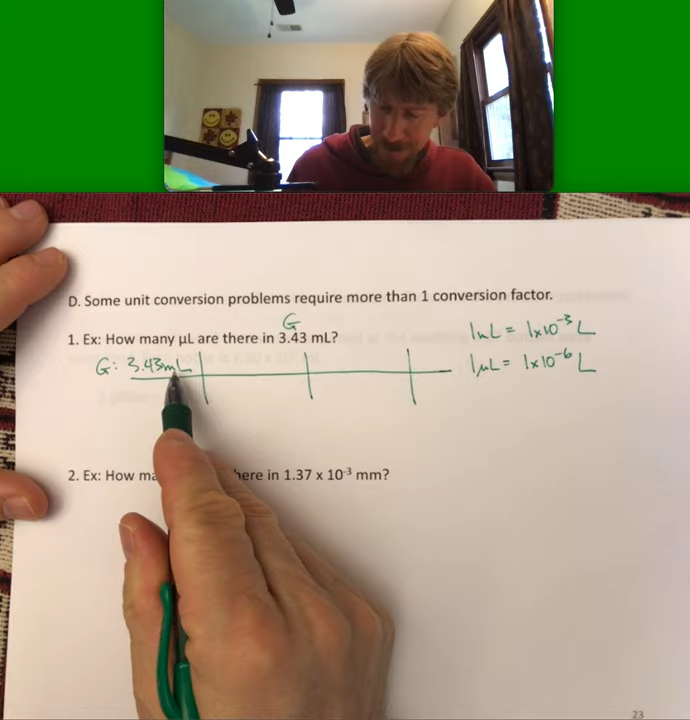 D. Some unit conversion problems require more than 1 conversion factor.
G
1. Ex: How many µL are there in 3.43 mL?
1mL = 1x10⁻³ L
G: 3.43mL
1µL = 1x10⁻⁶ L
2. Ex: How here in 1.37 x 10⁻³ mm?
23